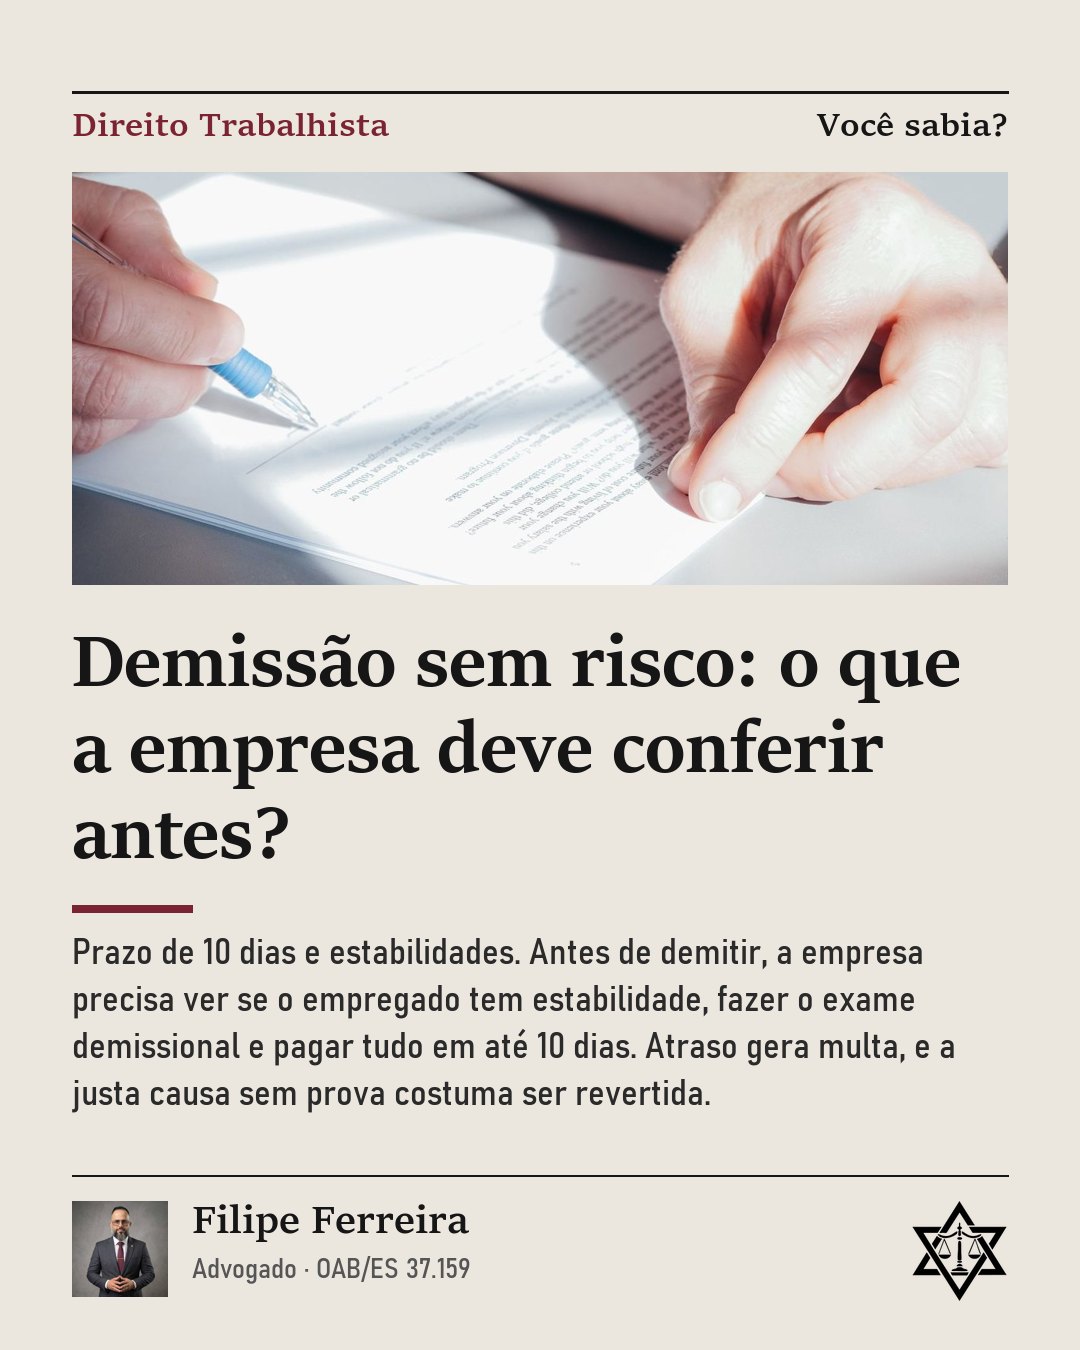 Direito Trabalhista
Você sabia?
Demissão sem risco: o que
a empresa deve conferir
antes?
Prazo de 10 dias e estabilidades. Antes de demitir, a empresa
precisa ver se o empregado tem estabilidade, fazer o exame
demissional e pagar tudo em até 10 dias. Atraso gera multa, e a
justa causa sem prova costuma ser revertida.
Filipe Ferreira
Advogado · OAB/ES 37.159